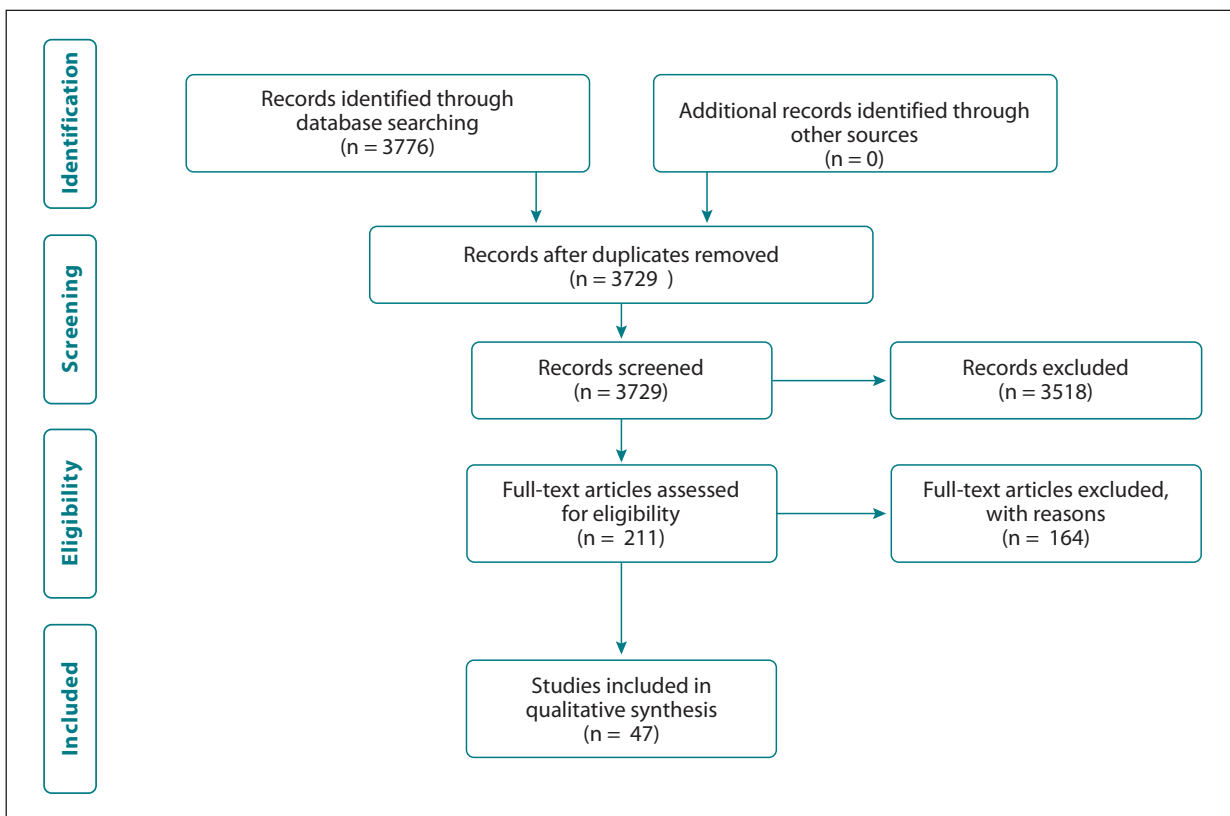 Identification
Records identified through
database searching
(n = 3776)
Additional records identified through
other sources
(n = 0)
Screening
Records after duplicates removed
(n = 3729 )
Records screened
(n = 3729)
Records excluded
(n = 3518)
Eligibility
Full-text articles assessed
for eligibility
(n = 211)
Full-text articles excluded,
with reasons
(n = 164)
Included
Studies included in
qualitative synthesis
(n = 47)